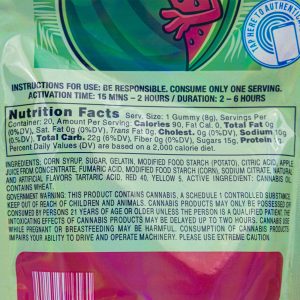 TAP HERE TO AUTHENTIC
INSTRUCTIONS FOR USE: BE RESPONSIBLE. CONSUME ONLY ONE SERVING.
ACTIVATION TIME: 15 MINS – 2 HOURS / DURATION: 2 – 6 HOURS
Nutrition Facts Serv. Size: 1 Gummy (8g), Servings Per
Container: 20, Amount Per Serving: Calories 90, Fat Cal. 0, Total Fat 0g
(0%DV), Sat. Fat 0g (0%DV), Trans Fat 0g, Cholest. 0g (0%DV), Sodium 10g
(0%DV), Total Carb. 22g (6%DV), Fiber 0g (0%DV), Sugars 15g, Protein
Percent Daily Values (DV) are based on a 2,000 calorie diet.
INGREDIENTS: CORN SYRUP, SUGAR, GELATIN, MODIFIED FOOD STARCH (POTATO), CITRIC ACID, APPLE
JUICE FROM CONCENTRATE, FUMARIC ACID, MODIFIED FOOD STARCH (CORN), SODIUM CITRATE, NATURAL
AND ARTIFICIAL FLAVORS (TARTARIC), RED 40, YELLOW 5. ACTIVE INGREDIENT: CANNABIS OIL.
CONTAINS WHEAT.
GOVERNMENT WARNING: THIS PRODUCT CONTAINS CANNABIS, A SCHEDULE 1 CONTROLLED SUBSTANCE.
KEEP OUT OF REACH OF CHILDREN AND ANIMALS. CANNABIS PRODUCTS MAY ONLY BE POSSESSED OR
CONSUMED BY PERSONS 21 YEARS OF AGE OR OLDER UNLESS THE PERSON IS A QUALIFIED PATIENT. THE
INTOXICATING EFFECTS OF CANNABIS PRODUCTS MAY BE DELAYED UP TO TWO HOURS. CANNABIS USE
WHILE PREGNANT OR BREASTFEEDING MAY BE HARMFUL. CONSUMPTION OF CANNABIS PRODUCTS
IMPAIRS YOUR ABILITY TO DRIVE AND OPERATE MACHINERY. PLEASE USE EXTREME CAUTION.